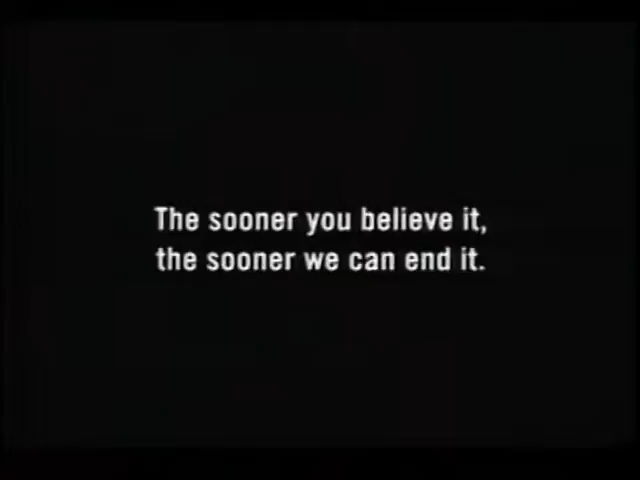 The sooner you believe it,
the sooner we can end it.